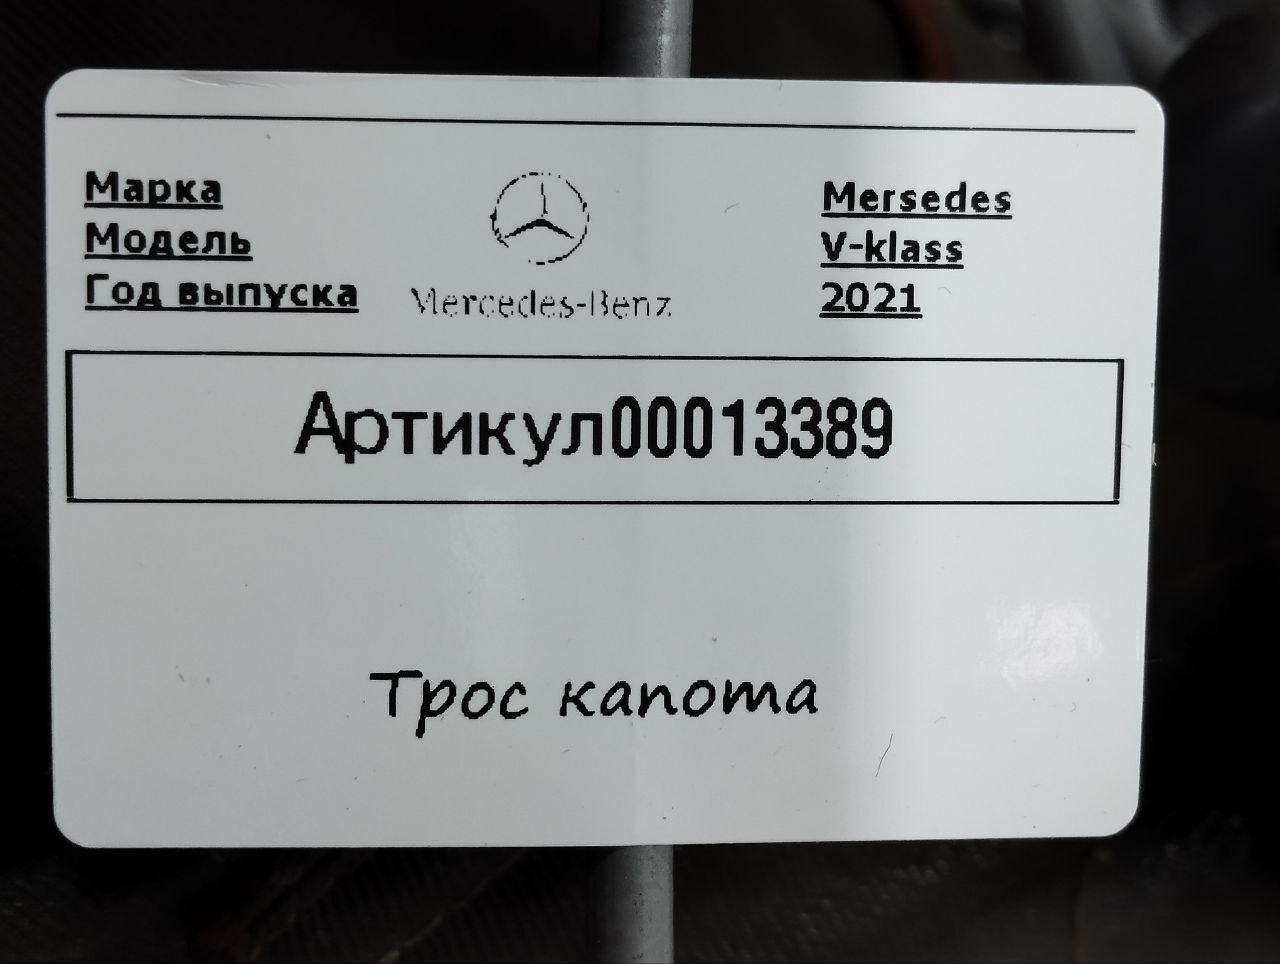 Марка Mersedes
Модель V-klass
Год выпуска 2021
Mercedes-Benz
Артикул00013389
Трос капота